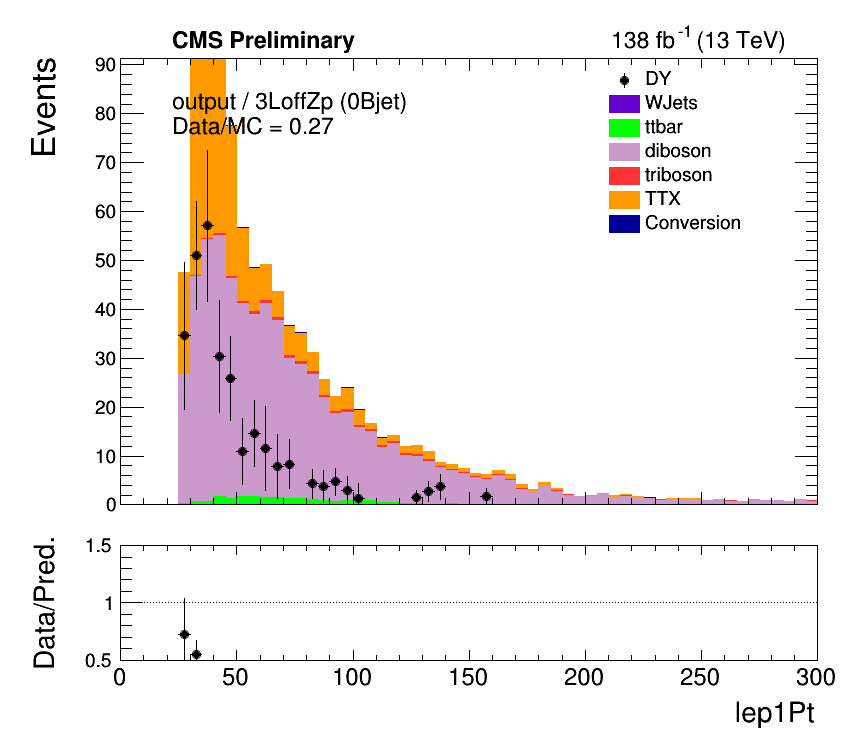 CMS Preliminary
138 fb-1 (13 TeV)
Events
90
80
70
60
50
40
30
20
10
0
output / 3LoffZp (0Bjet)
Data/MC = 0.27
DY
WJets
ttbar
diboson
triboson
TTX
Conversion
Data/Pred.
1.5
1
0.5
0
50
100
150
200
250
300
lep1Pt